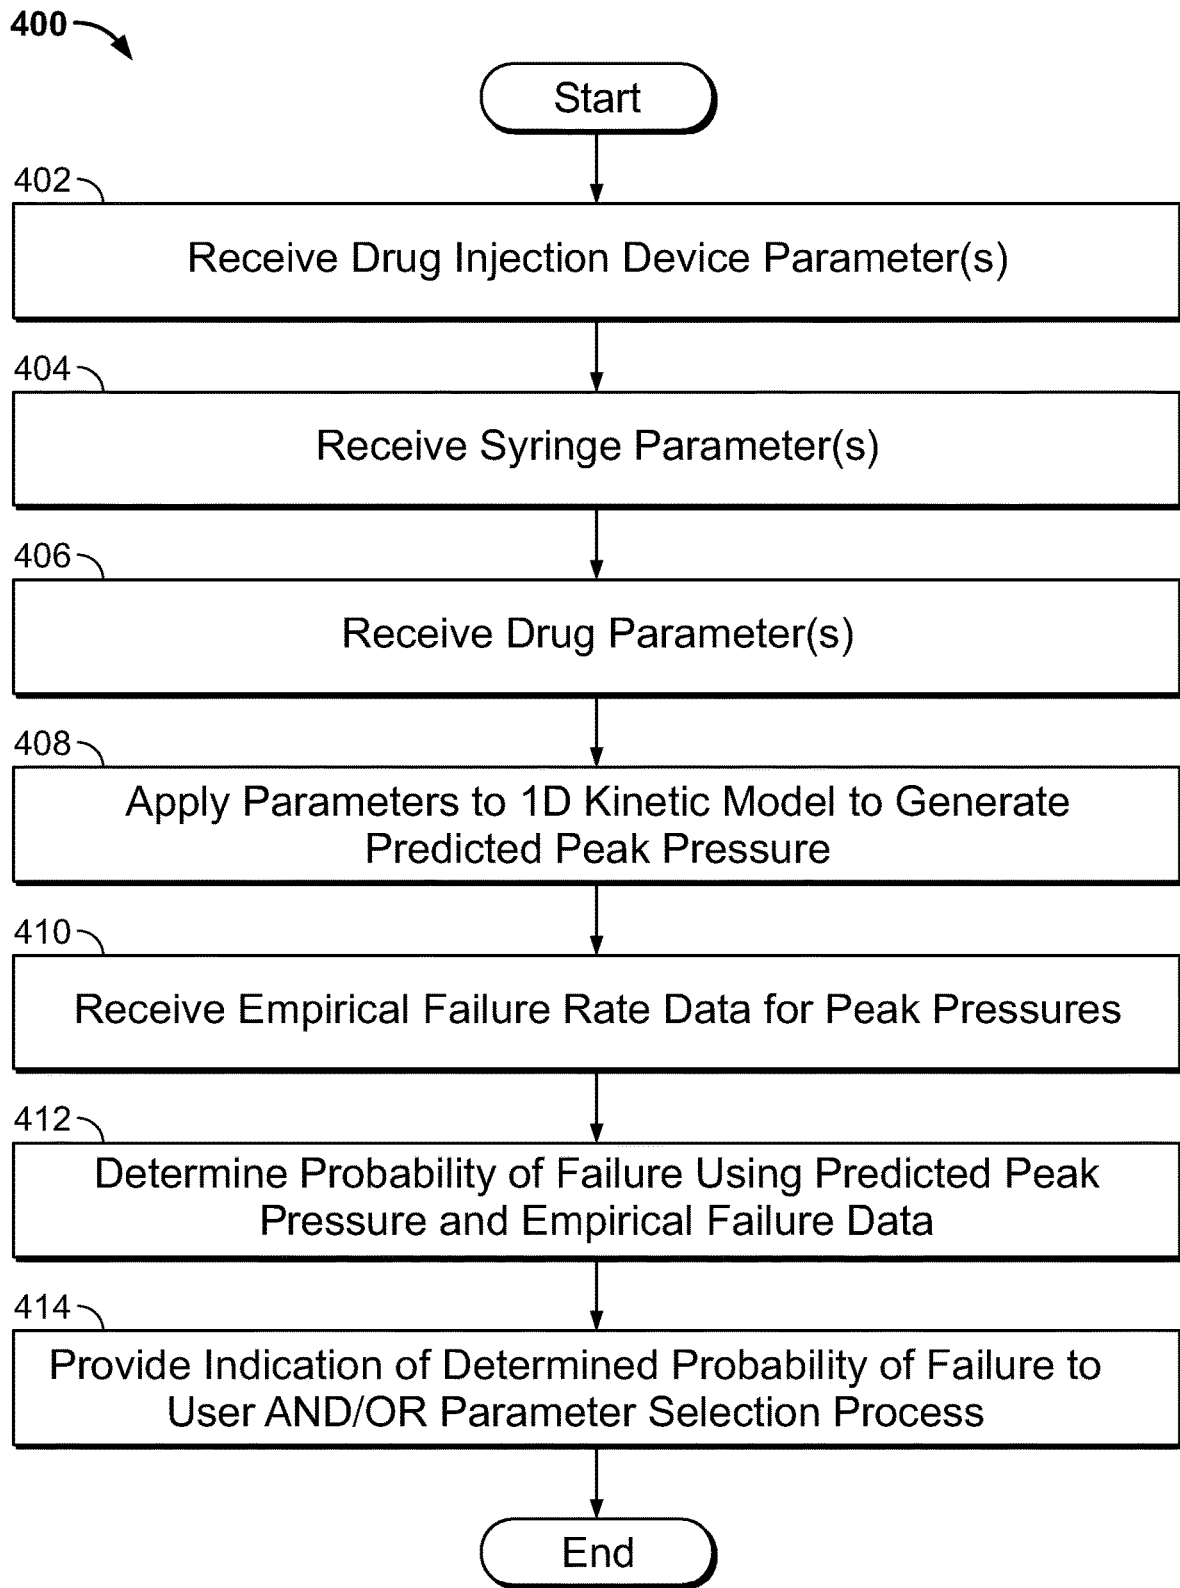 400
Start
402
Receive Drug Injection Device Parameter(s)
404
Receive Syringe Parameter(s)
406
Receive Drug Parameter(s)
408
Apply Parameters to 1D Kinetic Model to Generate
Predicted Peak Pressure
410
Receive Empirical Failure Rate Data for Peak Pressures
412
Determine Probability of Failure Using Predicted Peak
Pressure and Empirical Failure Data
414
Provide Indication of Determined Probability of Failure to
User AND/OR Parameter Selection Process
End